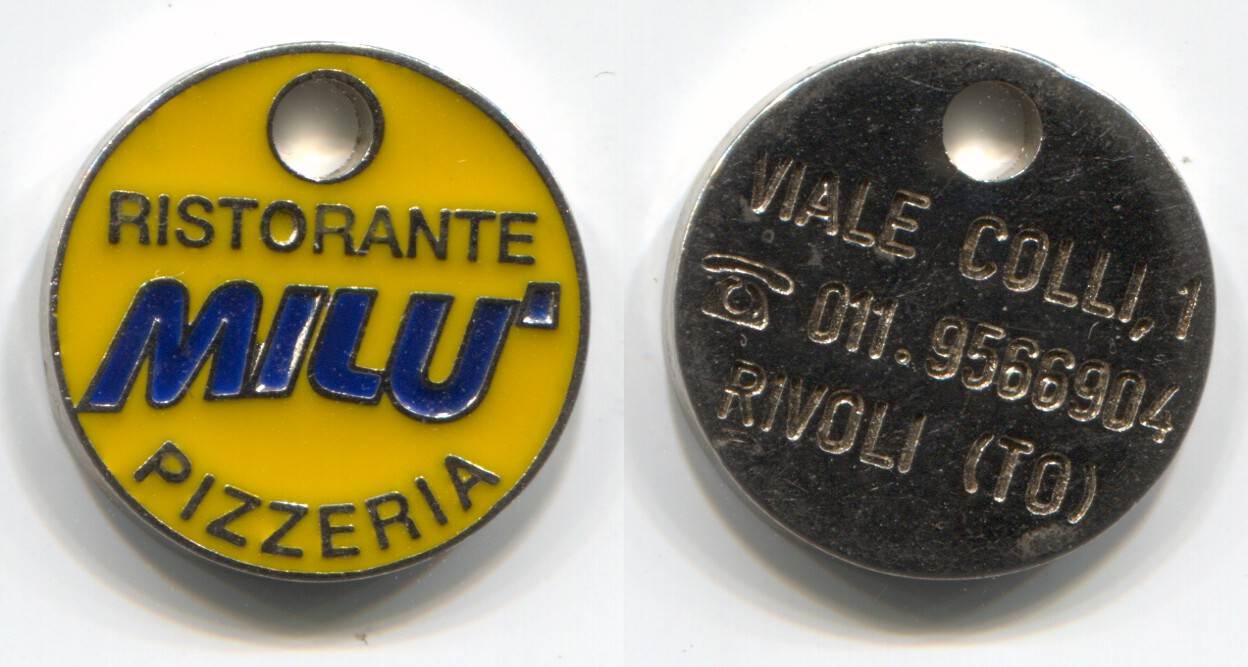 RISTORANTE
MILU'
PIZZERIA
VIALE COLLI, 1
☎ 011.9566904
RIVOLI (TO)